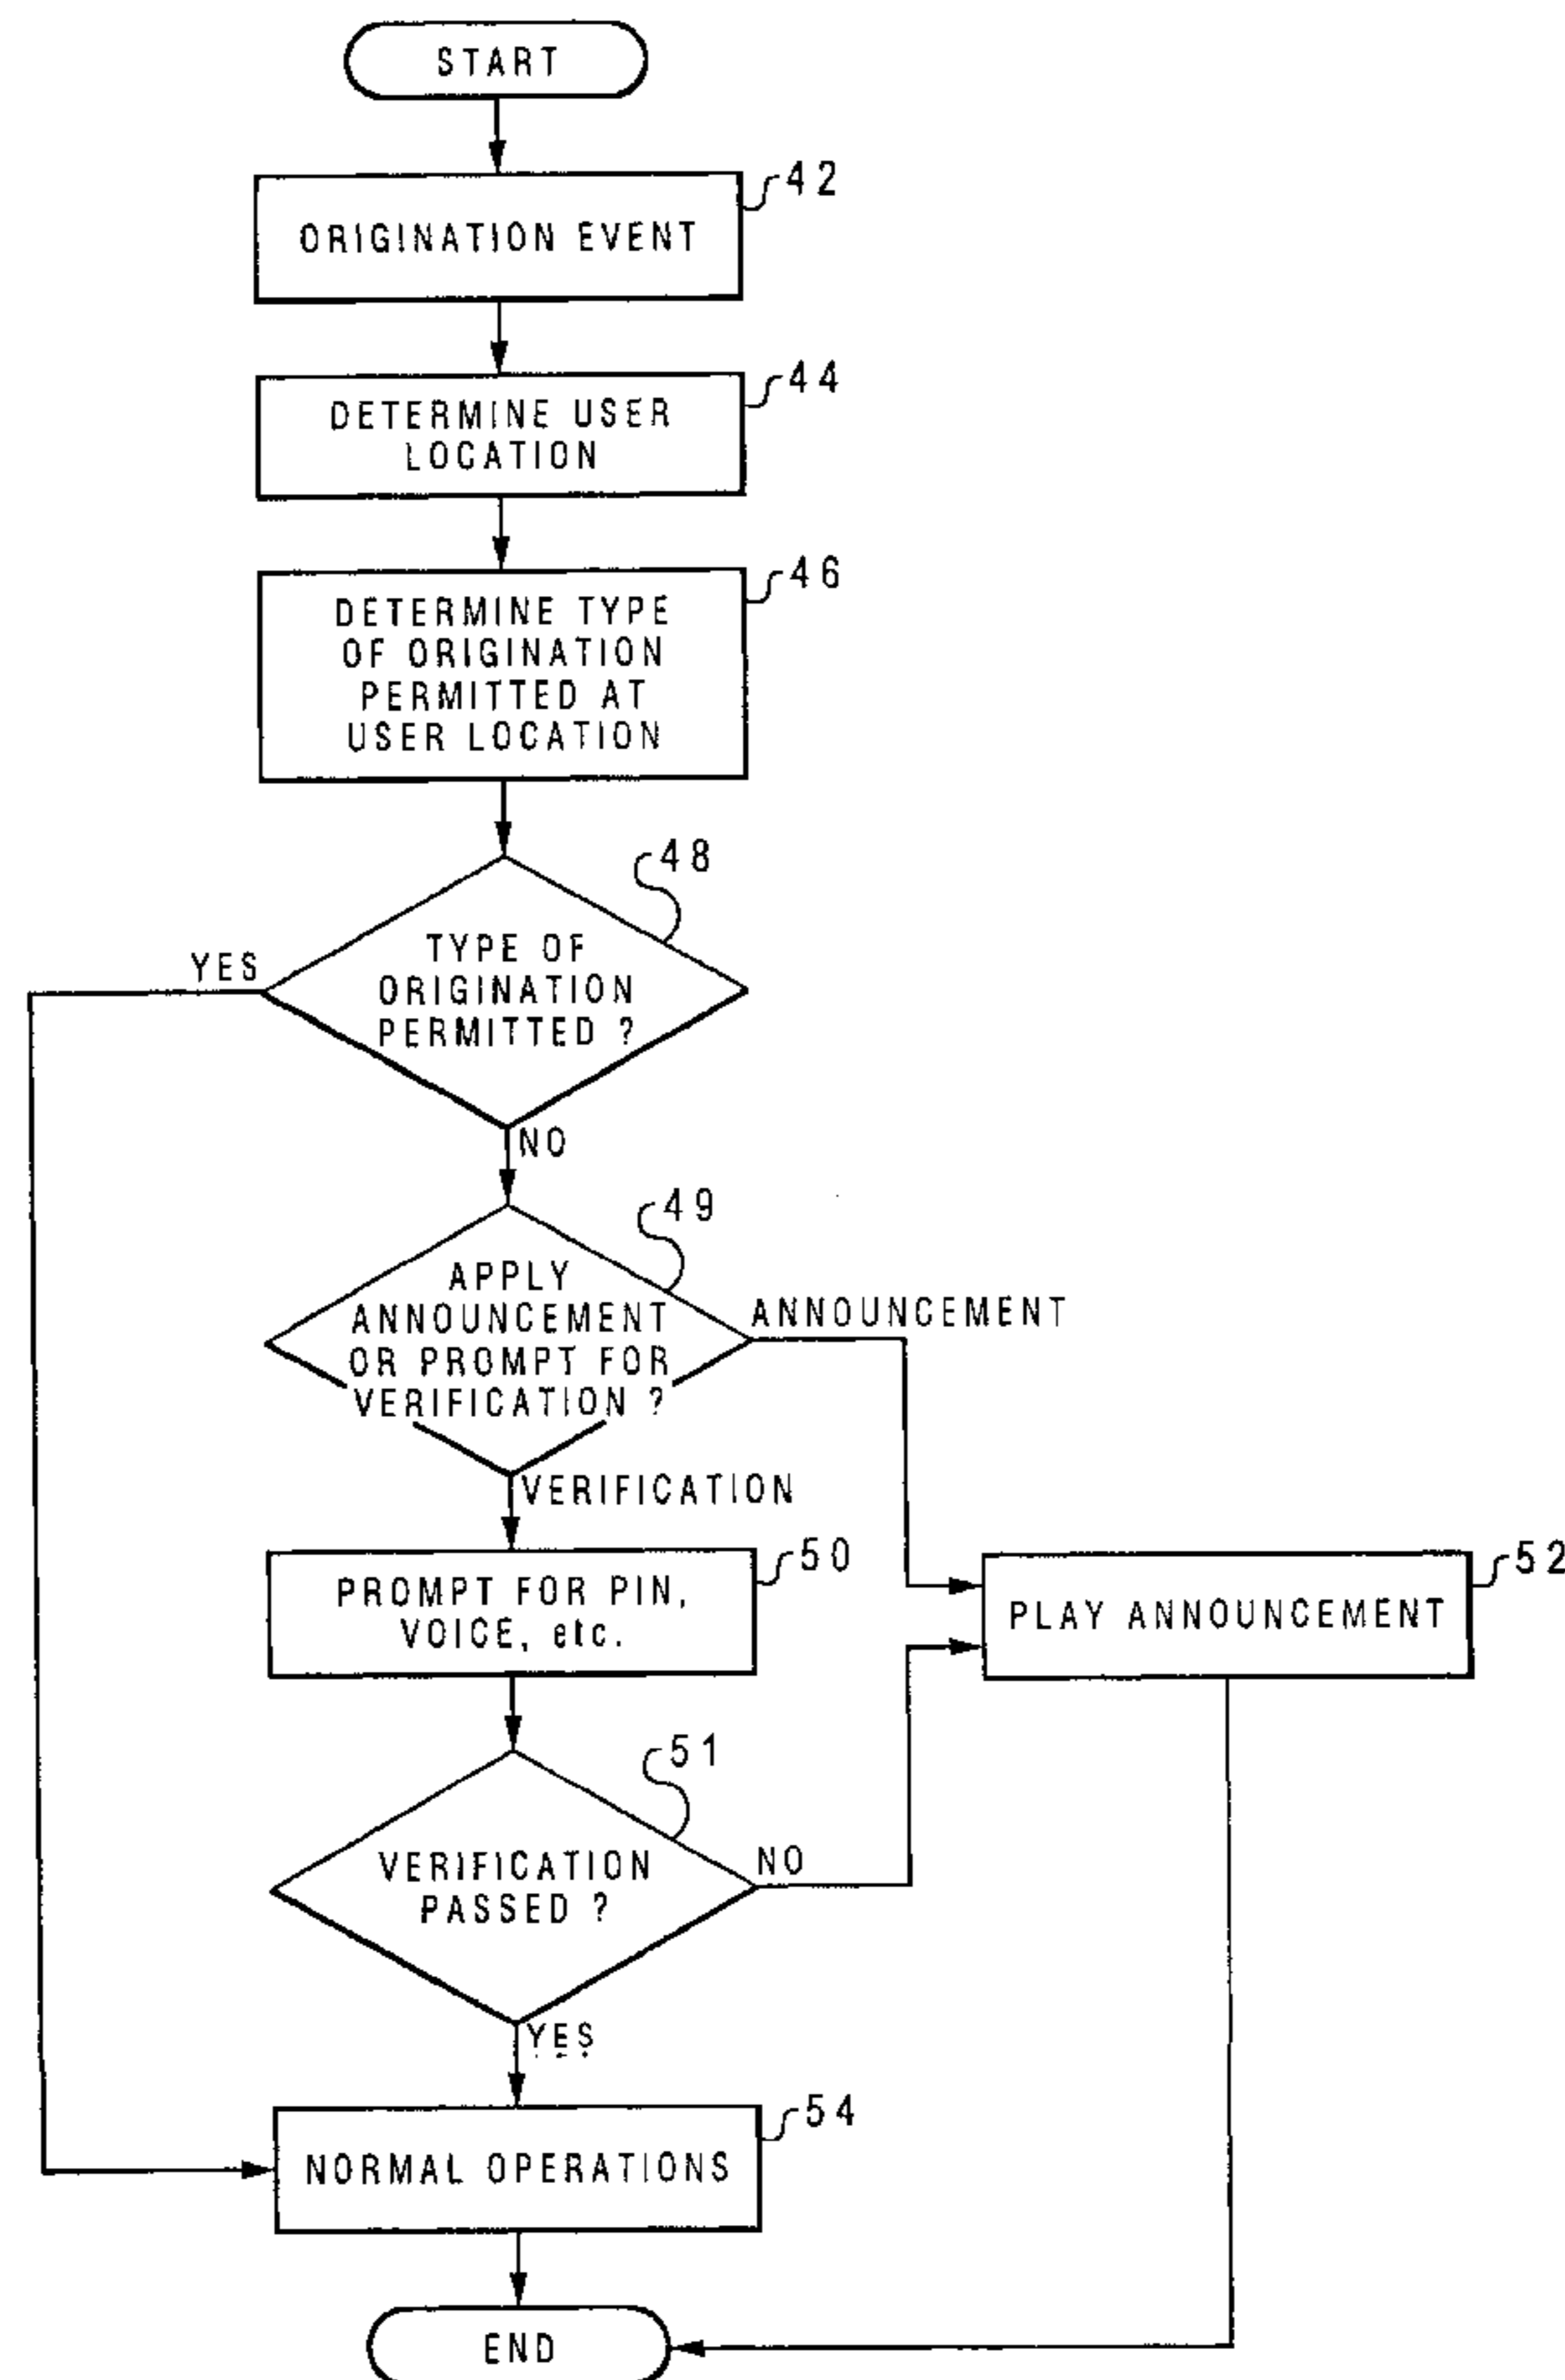 START
42
ORIGINATION EVENT
44
DETERMINE USER
LOCATION
46
DETERMINE TYPE
OF ORIGINATION
PERMITTED AT
USER LOCATION
48
YES
TYPE OF
ORIGINATION
PERMITTED ?
NO
49
APPLY
ANNOUNCEMENT
OR PROMPT FOR
VERIFICATION ?
ANNOUNCEMENT
VERIFICATION
50
PROMPT FOR PIN,
VOICE, etc.
52
PLAY ANNOUNCEMENT
51
VERIFICATION
PASSED ?
NO
YES
54
NORMAL OPERATIONS
END